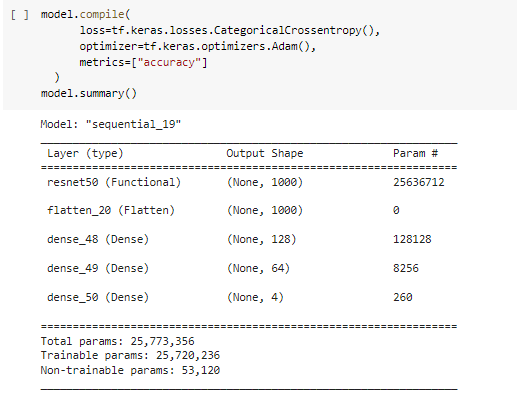 [ ] model.compile(
loss=tf.keras.losses.CategoricalCrossentropy(),
optimizer=tf.keras.optimizers.Adam(),
metrics=["accuracy"]
)
model.summary()
Model: "sequential_19"
_________________________________________________________________
Layer (type) Output Shape Param #
=================================================================
resnet50 (Functional) (None, 1000) 25636712
flatten_20 (Flatten) (None, 1000) 0
dense_48 (Dense) (None, 128) 128128
dense_49 (Dense) (None, 64) 8256
dense_50 (Dense) (None, 4) 260
=================================================================
Total params: 25,773,356
Trainable params: 25,720,236
Non-trainable params: 53,120
_________________________________________________________________